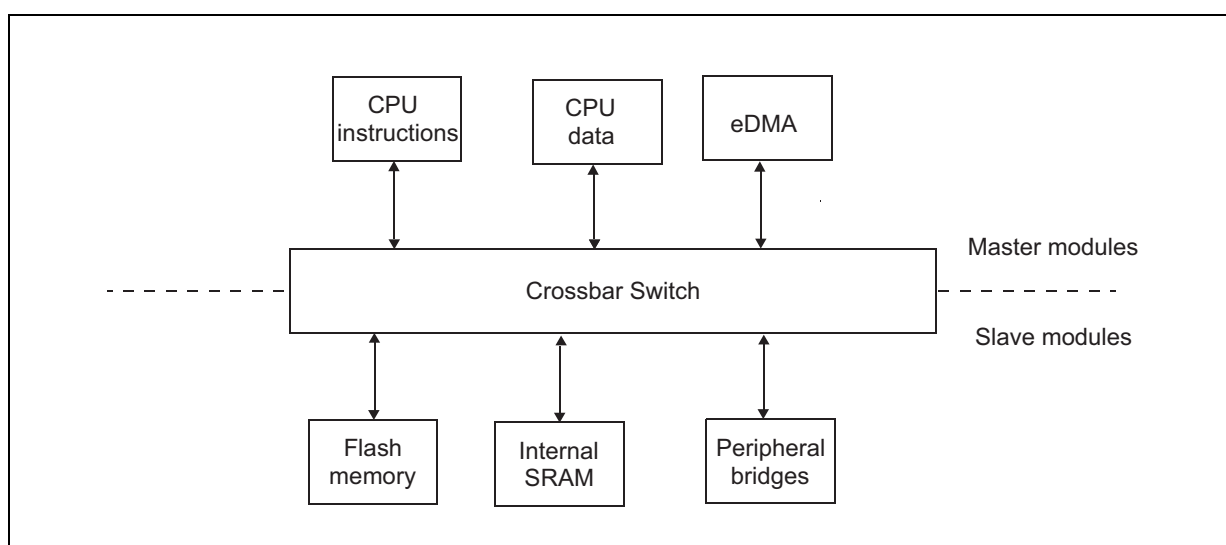 CPU
instructions
CPU
data
eDMA
Master modules
Crossbar Switch
Slave modules
Flash
memory
Internal
SRAM
Peripheral
bridges